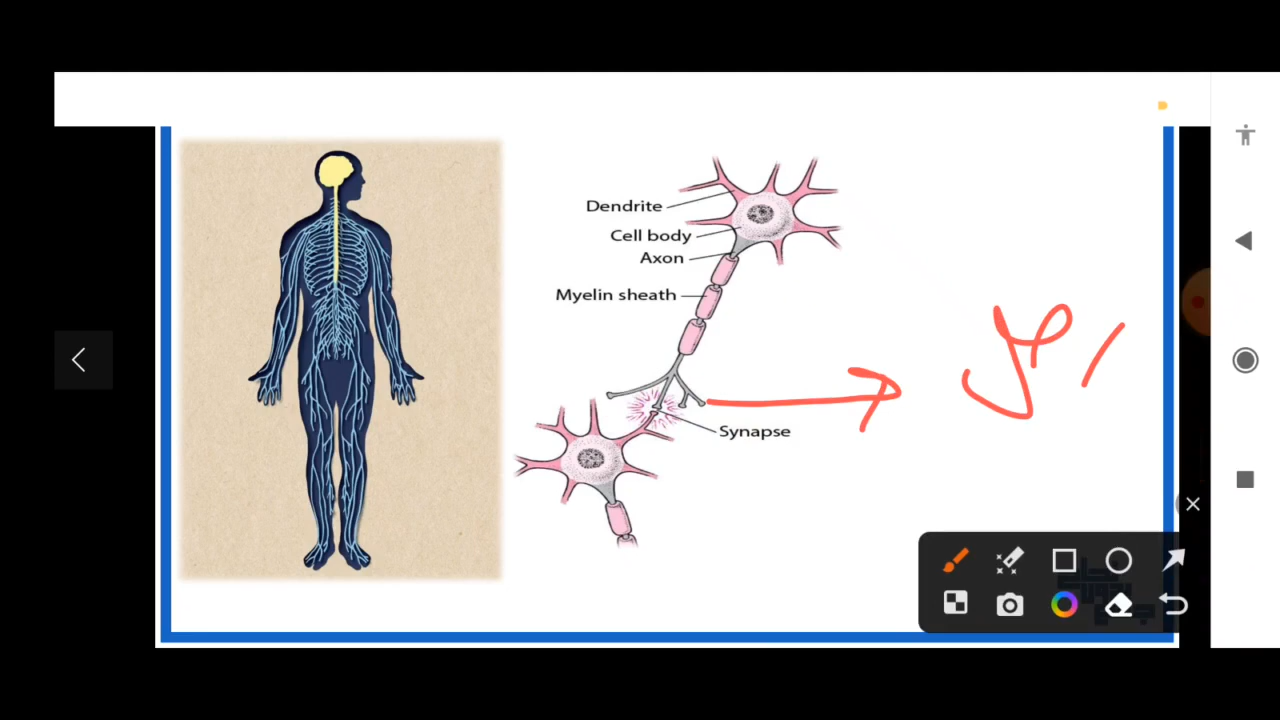 Dendrite
Cell body
Axon
Myelin sheath
Synapse